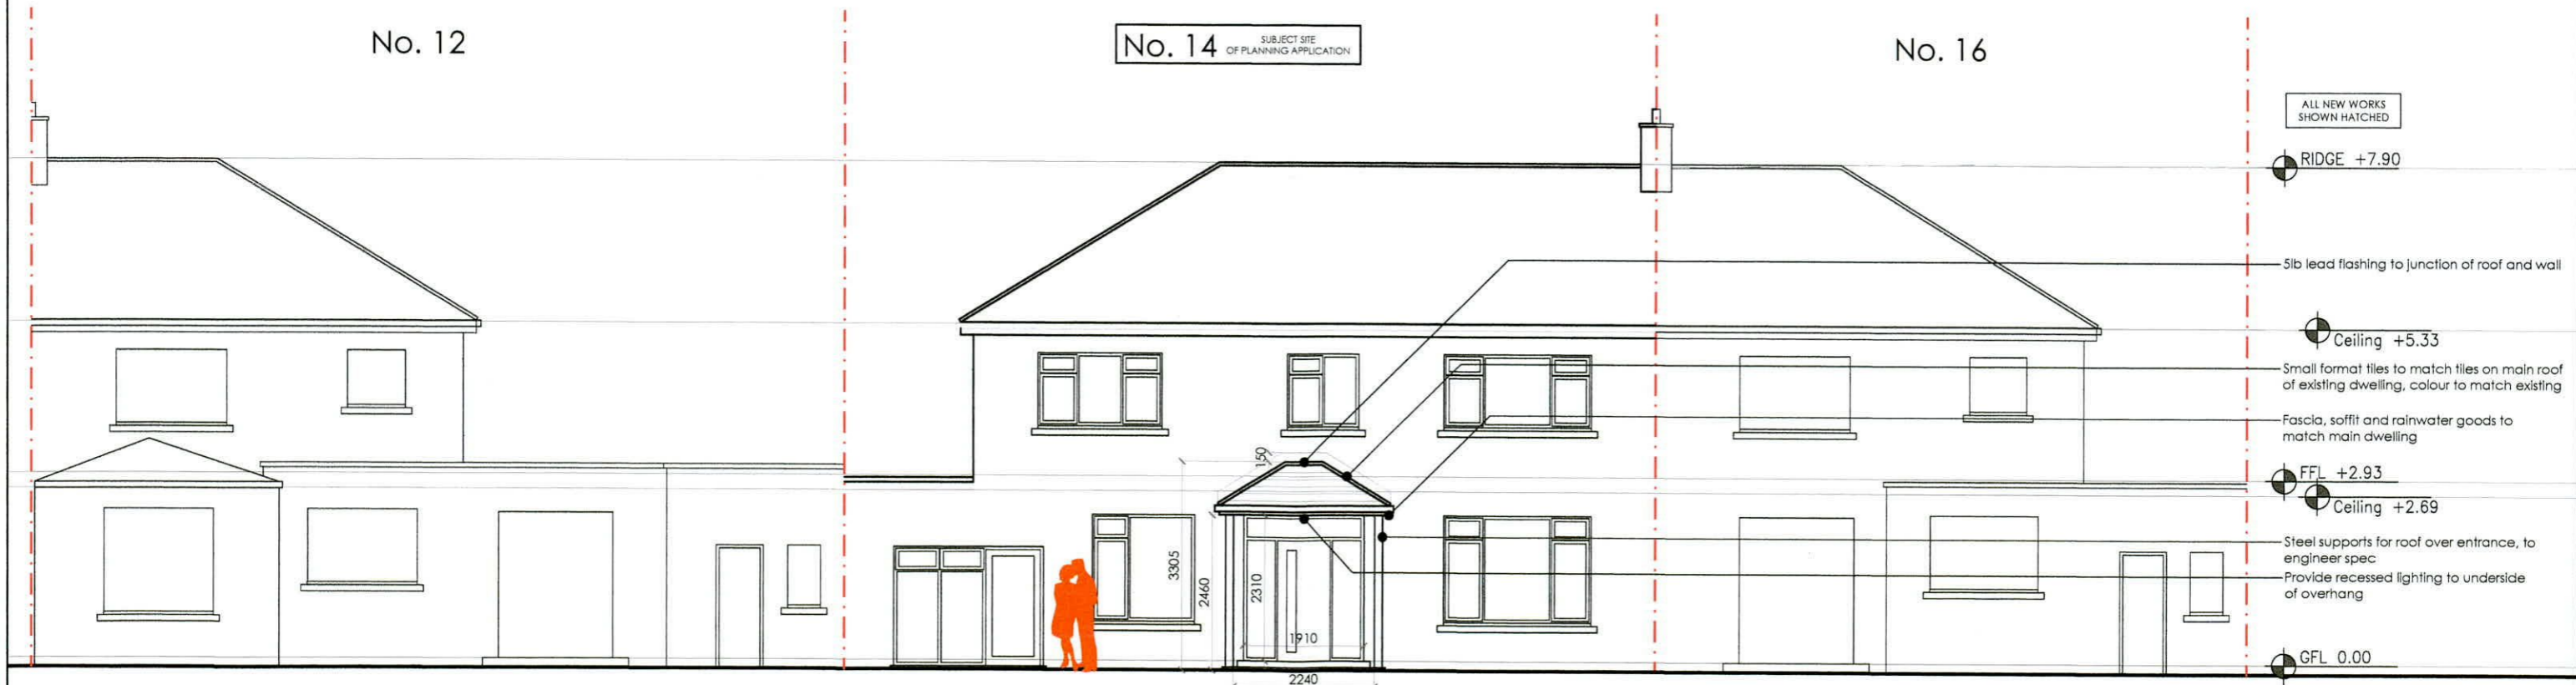 No. 12
No. 14
SUBJECT SITE
OF PLANNING APPLICATION
No. 16
ALL NEW WORKS
SHOWN HATCHED
RIDGE +7.90
5lb lead flashing to junction of roof and wall
Ceiling +5.33
Small format tiles to match tiles on main roof
of existing dwelling, colour to match existing
Fascia, soffit and rainwater goods to
match main dwelling
FFL +2.93
Ceiling +2.69
Steel supports for roof over entrance, to
engineer spec
Provide recessed lighting to underside
of overhang
GFL 0.00
150
3305
2460
2310
1910
2240